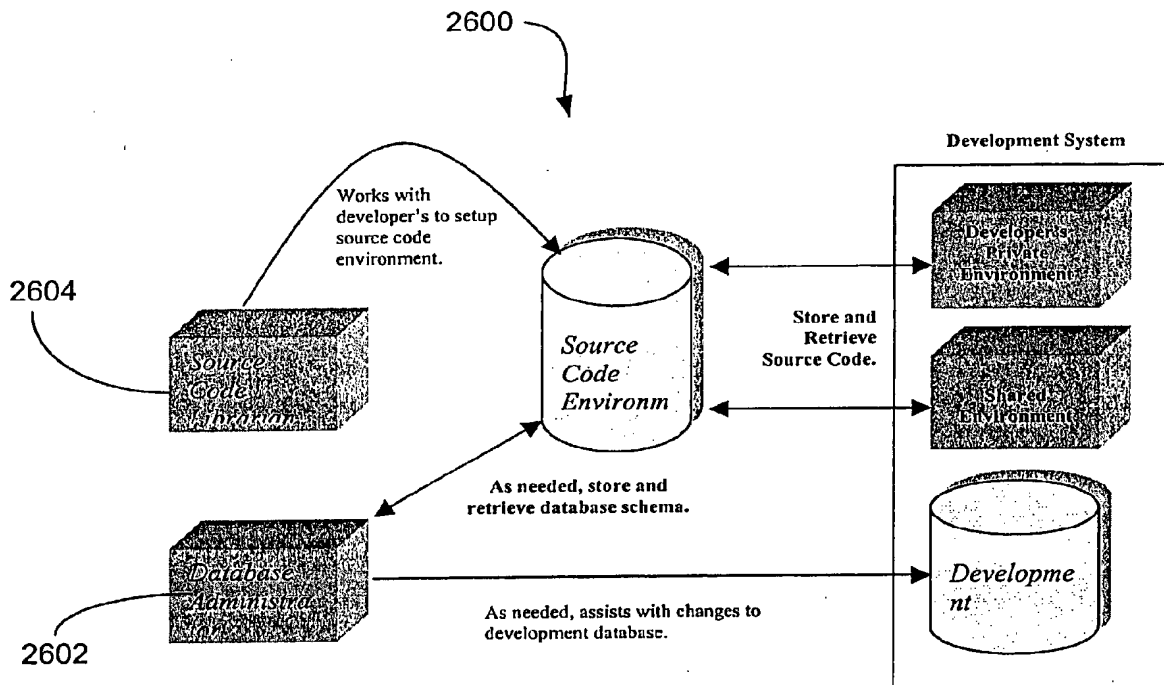 2600
Development System
Works with
developer's to setup
source code
environment.
Developer's
Private
Environment
2604
Source
Code
Librarian
Source
Code
Environm
Store and
Retrieve
Source Code.
Shared
Environment
As needed, store and
retrieve database schema.
Database
Administra
Developme
nt
As needed, assists with changes to
development database.
2602